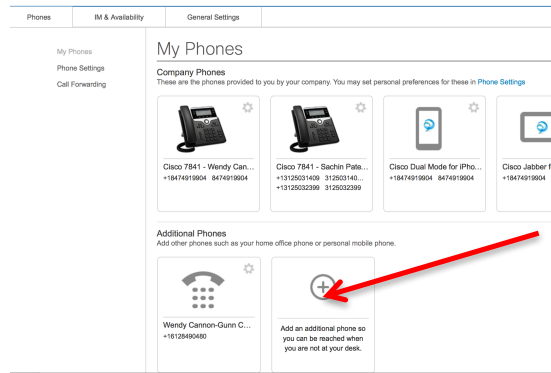 Phones IM & Availability General Settings
My Phones
Phone Settings
Call Forwarding
My Phones
Company Phones
These are the phones provided to you by your company. You may set personal preferences for these in Phone Settings
Cisco 7841 - Wendy Can...
+18474919904 8474919904
Cisco 7841 - Sachin Pate...
+13125031409 312503140...
+13125032399 3125032399
Cisco Dual Mode for iPho...
+18474919904 8474919904
Cisco Jabber f
+18474919904
Additional Phones
Add other phones such as your home office phone or personal mobile phone.
Wendy Cannon-Gunn C...
+16128490480
Add an additional phone so
you can be reached when
you are not at your desk.